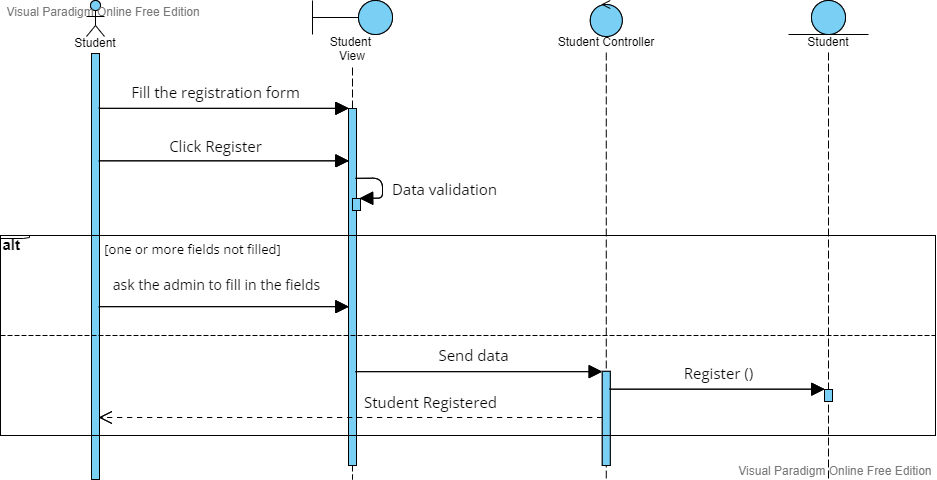 Visual Paradigm Online Free Edition
Student
Student
View
Student Controller
Student
Fill the registration form
Click Register
Data validation
alt
[one or more fields not filled]
ask the admin to fill in the fields
Send data
Register ()
Student Registered
Visual Paradigm Online Free Edition